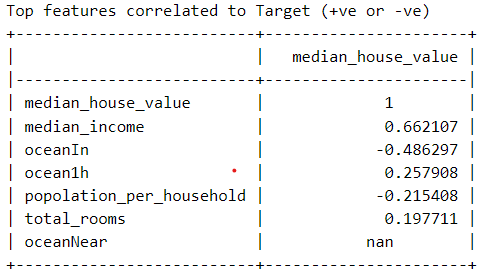 Top features correlated to Target (+ve or -ve)
median_house_value
median_house_value 1
median_income 0.662107
oceanIn -0.486297
ocean1h 0.257908
popolation_per_household -0.215408
total_rooms 0.197711
oceanNear nan